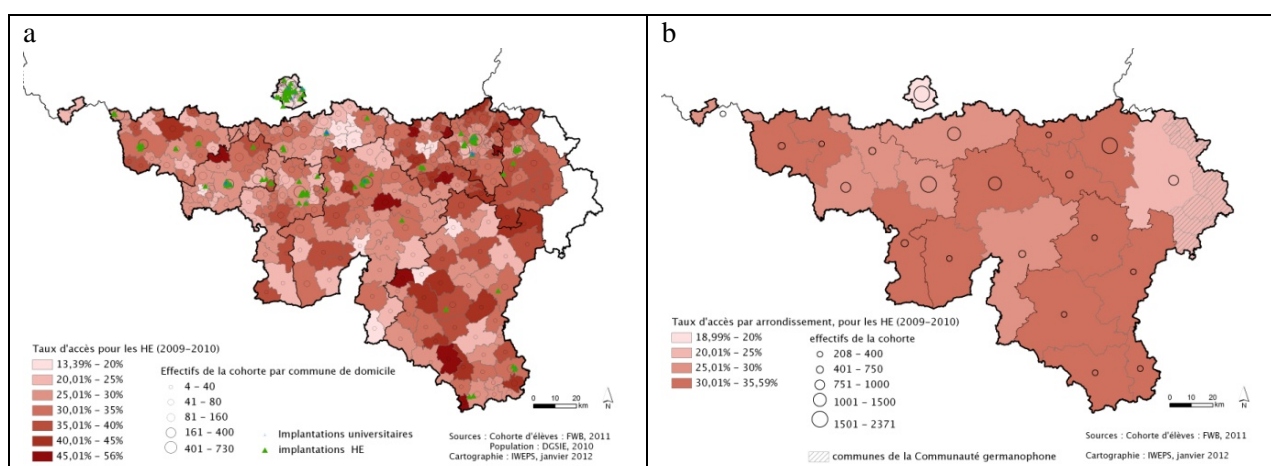 a
Taux d'accès pour les HE (2009-2010)
13,39% - 20%
20,01% - 25%
25,01% - 30%
30,01% - 35%
35,01% - 40%
40,01% - 45%
45,01% - 56%
Effectifs de la cohorte par commune de domicile
4 - 40
41 - 80
81 - 160
161 - 400
401 - 730
Implantations universitaires
implantations HE
0 10 20
km
N
Sources : Cohorte d'élèves : FWB, 2011
Population : DGSIE, 2010
Cartographie : IWEPS, janvier 2012
b
Taux d'accès par arrondissement, pour les HE (2009-2010)
18,99% - 20%
20,01% - 25%
25,01% - 30%
30,01% - 35,59%
effectifs de la cohorte
208 - 400
401 - 750
751 - 1000
1001 - 1500
1501 - 2371
communes de la Communauté germanophone
0 10 20
km
N
Sources : Cohorte d'élèves : FWB, 2011
Cartographie : IWEPS, janvier 2012